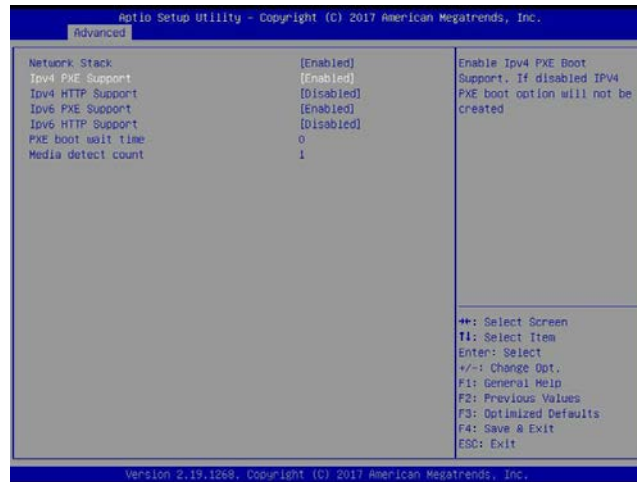 Aptio Setup Utility - Copyright (C) 2017 American Megatrends, Inc.
Advanced
Network Stack [Enabled]
Ipv4 PXE Support [Enabled]
Ipv4 HTTP Support [Disabled]
Ipv6 PXE Support [Enabled]
Ipv6 HTTP Support [Disabled]
PXE boot wait time 0
Media detect count 1
Enable Ipv4 PXE Boot
Support. If disabled IPV4
PXE boot option will not be
created
→←: Select Screen
↑↓: Select Item
Enter: Select
+/-: Change Opt.
F1: General Help
F2: Previous Values
F3: Optimized Defaults
F4: Save & Exit
ESC: Exit
Version 2.19.1268. Copyright (C) 2017 American Megatrends, Inc.